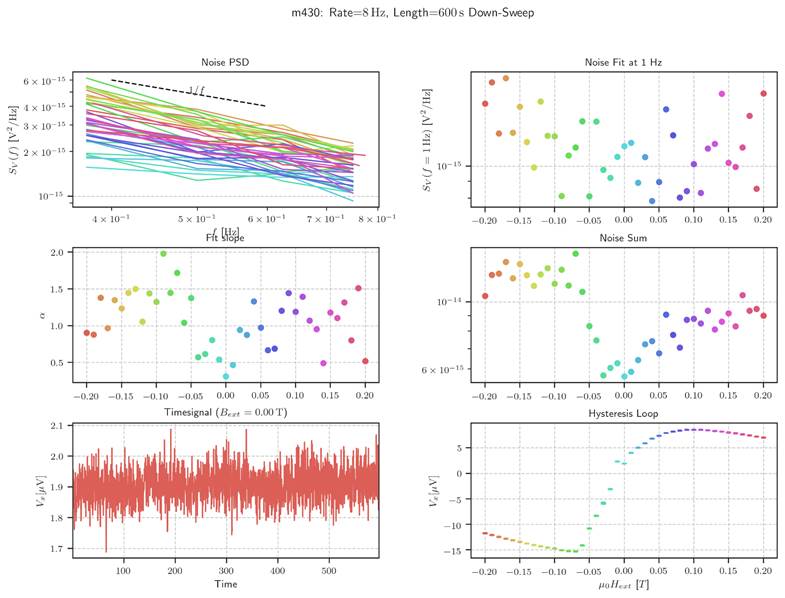 m430: Rate=8 Hz, Length=600 s Down-Sweep
Noise PSD
S_V(f) [V²/Hz]
6 × 10⁻¹⁵
4 × 10⁻¹⁵
3 × 10⁻¹⁵
2 × 10⁻¹⁵
10⁻¹⁵
1/f
4 × 10⁻¹ 5 × 10⁻¹ 6 × 10⁻¹ 7 × 10⁻¹ 8 × 10⁻¹
f [Hz]
Noise Fit at 1 Hz
S_V(f = 1Hz) [V²/Hz]
10⁻¹⁵
−0.20 −0.15 −0.10 −0.05 0.00 0.05 0.10 0.15 0.20
Fit slope
α
2.0
1.5
1.0
0.5
−0.20 −0.15 −0.10 −0.05 0.00 0.05 0.10 0.15 0.20
Noise Sum
10⁻¹⁴
6 × 10⁻¹⁵
−0.20 −0.15 −0.10 −0.05 0.00 0.05 0.10 0.15 0.20
Timesignal (B_ext = 0.00 T)
V_x [μV]
2.1
2.0
1.9
1.8
1.7
100 200 300 400 500
Time
Hysteresis Loop
V_x [μV]
5
0
−5
−10
−15
−0.20 −0.15 −0.10 −0.05 0.00 0.05 0.10 0.15 0.20
μ₀H_ext [T]